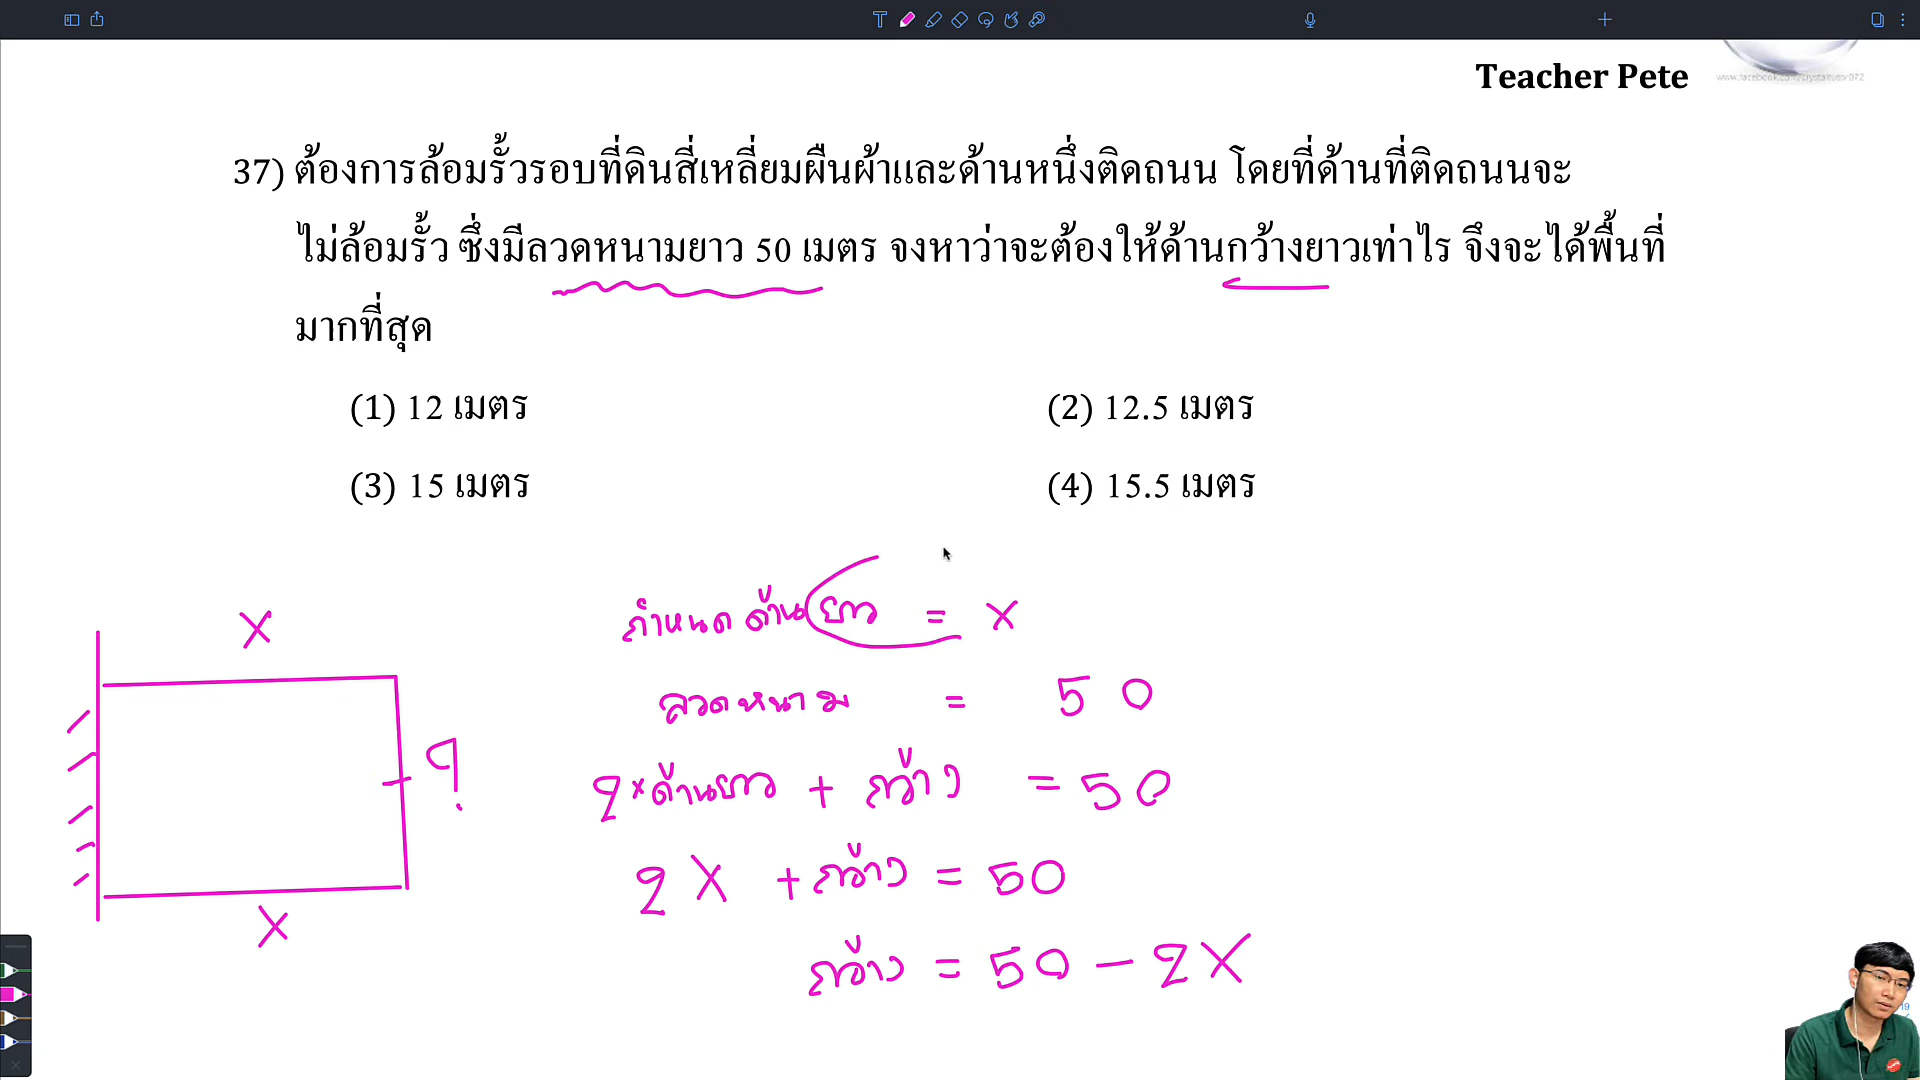 Teacher Pete
www.facebook.com/crystaltutor072
37) ต้องการล้อมรั้วรอบที่ดินสี่เหลี่ยมผืนผ้าและด้านหนึ่งติดถนน โดยที่ด้านที่ติดถนนจะ
ไม่ล้อมรั้ว ซึ่งมีลวดหนามยาว 50 เมตร จงหาว่าจะต้องให้ด้านกว้างยาวเท่าไร จึงจะได้พื้นที่
มากที่สุด
(1) 12 เมตร (2) 12.5 เมตร
(3) 15 เมตร (4) 15.5 เมตร
X
กำหนด ด้านยาว = X
ลวดหนาม = 50
?
2 × ด้านยาว + กว้าง = 50
2X + กว้าง = 50
X
กว้าง = 50 - 2X